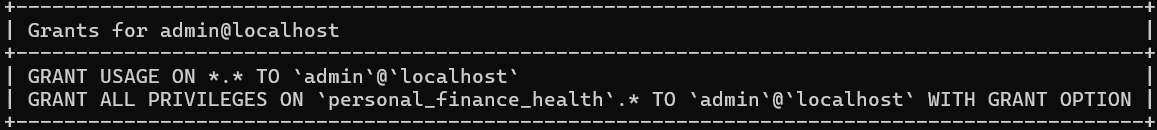 +----------------------------------------------------------------------------------------------+
| Grants for admin@localhost                                                                   |
+----------------------------------------------------------------------------------------------+
| GRANT USAGE ON *.* TO `admin`@`localhost`                                                    |
| GRANT ALL PRIVILEGES ON `personal_finance_health`.* TO `admin`@`localhost` WITH GRANT OPTION |
+----------------------------------------------------------------------------------------------+